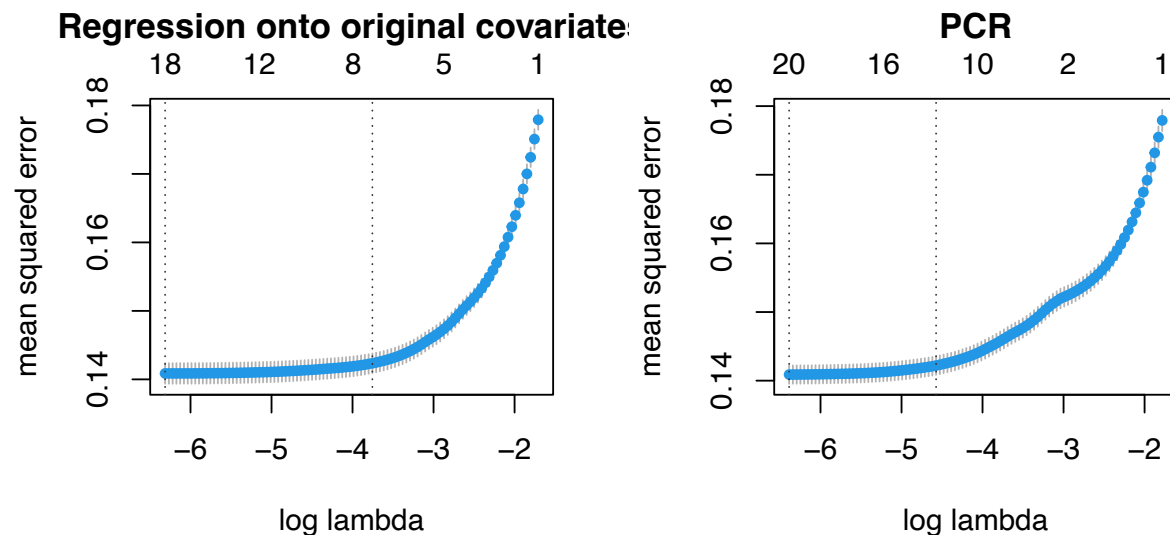 Regression onto original covariates
18 12 8 5 1
0.18
0.16
0.14
mean squared error
−6 −5 −4 −3 −2
log lambda
PCR
20 16 10 2 1
0.18
0.16
0.14
mean squared error
−6 −5 −4 −3 −2
log lambda